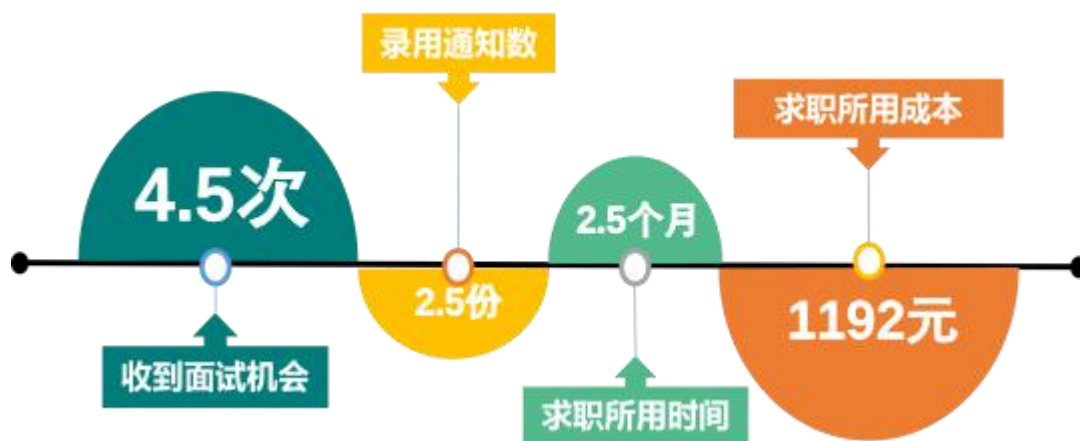 录用通知数
求职所用成本
4.5次
2.5个月
2.5份
1192元
收到面试机会
求职所用时间